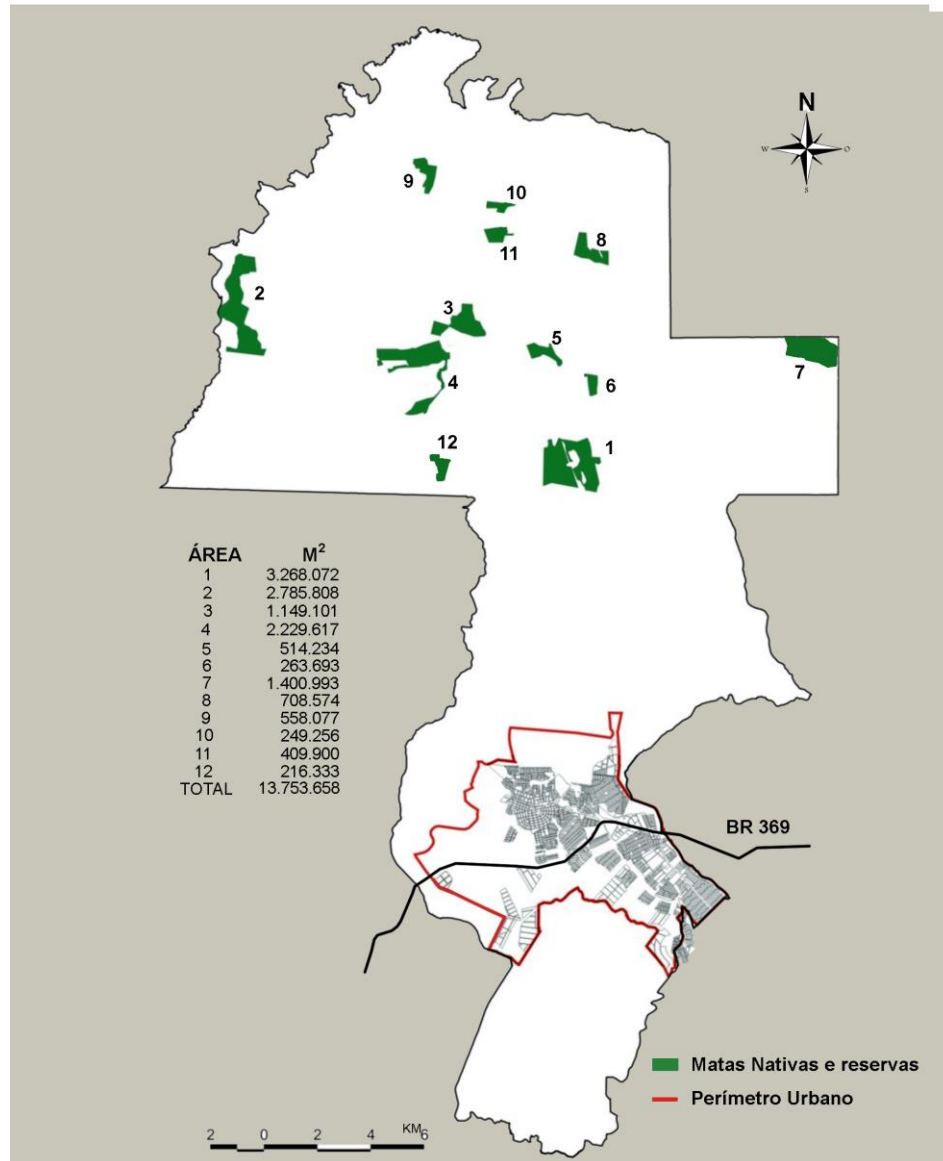 N
W
O
S
9
10
11
8
2
3
5
7
6
4
12
1
ÁREA M²
1 3.268.072
2 2.785.808
3 1.149.101
4 2.229.617
5 514.234
6 263.693
7 1.400.993
8 708.574
9 558.077
10 249.256
11 409.900
12 216.333
TOTAL 13.753.658
BR 369
Matas Nativas e reservas
Perímetro Urbano
KM
2 0 2 4 6